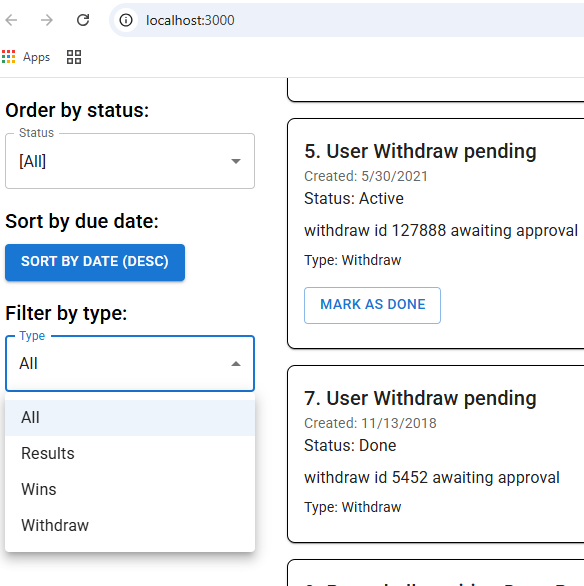 localhost:3000
Apps
Order by status:
Status
[All]
Sort by due date:
SORT BY DATE (DESC)
Filter by type:
Type
All
All
Results
Wins
Withdraw
5. User Withdraw pending
Created: 5/30/2021
Status: Active
withdraw id 127888 awaiting approval
Type: Withdraw
MARK AS DONE
7. User Withdraw pending
Created: 11/13/2018
Status: Done
withdraw id 5452 awaiting approval
Type: Withdraw